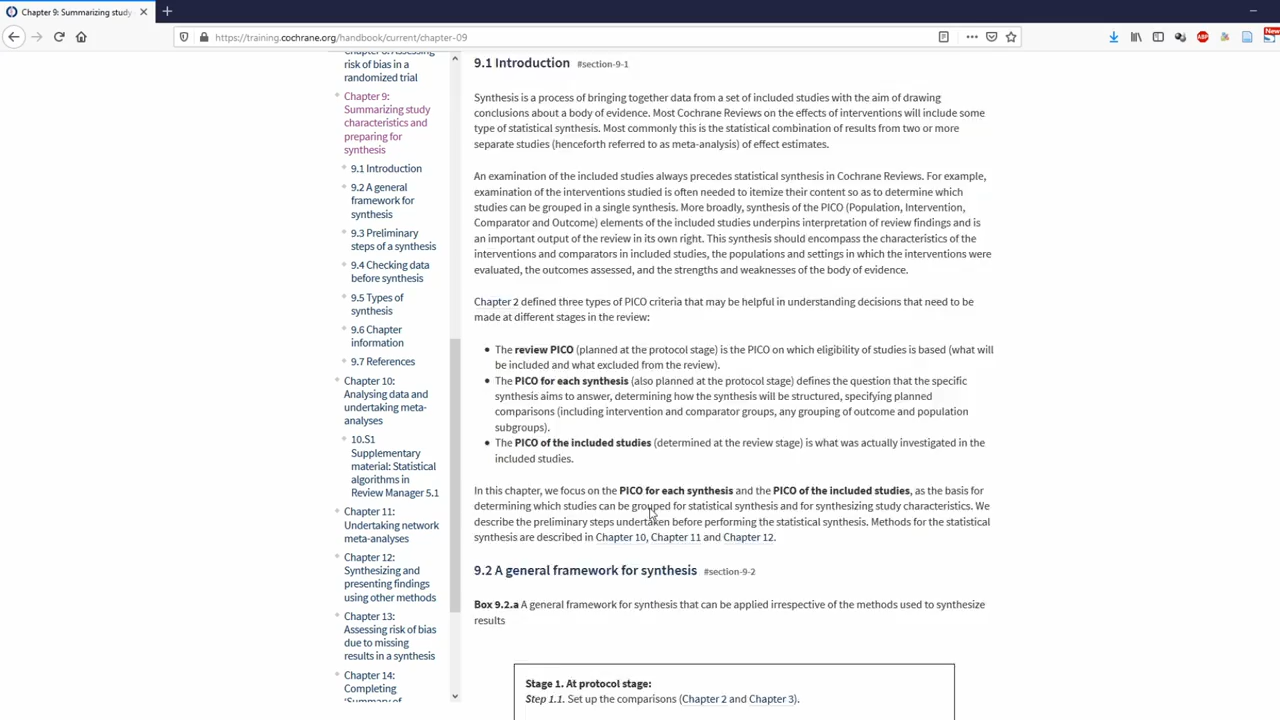 Chapter 9: Summarizing study
https://training.cochrane.org/handbook/current/chapter-09
ABP
New
Chapter 8: Assessing
risk of bias in a
randomized trial
Chapter 9:
Summarizing study
characteristics and
preparing for
synthesis
9.1 Introduction
9.2 A general
framework for
synthesis
9.3 Preliminary
steps of a synthesis
9.4 Checking data
before synthesis
9.5 Types of
synthesis
9.6 Chapter
information
9.7 References
Chapter 10:
Analysing data and
undertaking meta-
analyses
10.S1
Supplementary
material: Statistical
algorithms in
Review Manager 5.1
Chapter 11:
Undertaking network
meta-analyses
Chapter 12:
Synthesizing and
presenting findings
using other methods
Chapter 13:
Assessing risk of bias
due to missing
results in a synthesis
Chapter 14:
Completing
'Summary of
9.1 Introduction #section-9-1
Synthesis is a process of bringing together data from a set of included studies with the aim of drawing
conclusions about a body of evidence. Most Cochrane Reviews on the effects of interventions will include some
type of statistical synthesis. Most commonly this is the statistical combination of results from two or more
separate studies (henceforth referred to as meta-analysis) of effect estimates.
An examination of the included studies always precedes statistical synthesis in Cochrane Reviews. For example,
examination of the interventions studied is often needed to itemize their content so as to determine which
studies can be grouped in a single synthesis. More broadly, synthesis of the PICO (Population, Intervention,
Comparator and Outcome) elements of the included studies underpins interpretation of review findings and is
an important output of the review in its own right. This synthesis should encompass the characteristics of the
interventions and comparators in included studies, the populations and settings in which the interventions were
evaluated, the outcomes assessed, and the strengths and weaknesses of the body of evidence.
Chapter 2 defined three types of PICO criteria that may be helpful in understanding decisions that need to be
made at different stages in the review:
The review PICO (planned at the protocol stage) is the PICO on which eligibility of studies is based (what will
be included and what excluded from the review).
The PICO for each synthesis (also planned at the protocol stage) defines the question that the specific
synthesis aims to answer, determining how the synthesis will be structured, specifying planned
comparisons (including intervention and comparator groups, any grouping of outcome and population
subgroups).
The PICO of the included studies (determined at the review stage) is what was actually investigated in the
included studies.
In this chapter, we focus on the PICO for each synthesis and the PICO of the included studies, as the basis for
determining which studies can be grouped for statistical synthesis and for synthesizing study characteristics. We
describe the preliminary steps undertaken before performing the statistical synthesis. Methods for the statistical
synthesis are described in Chapter 10, Chapter 11 and Chapter 12.
9.2 A general framework for synthesis #section-9-2
Box 9.2.a A general framework for synthesis that can be applied irrespective of the methods used to synthesize
results
Stage 1. At protocol stage:
Step 1.1. Set up the comparisons (Chapter 2 and Chapter 3).